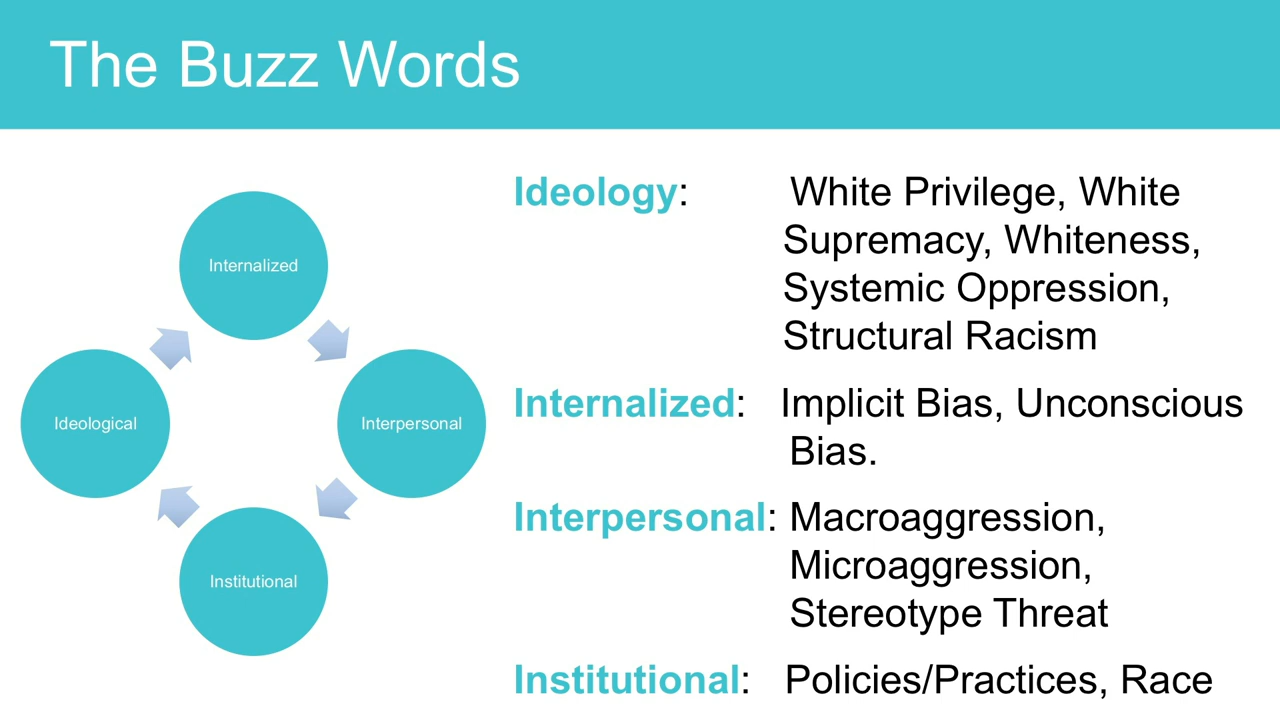 The Buzz Words
Internalized
Ideological
Interpersonal
Institutional
Ideology: White Privilege, White
Supremacy, Whiteness,
Systemic Oppression,
Structural Racism
Internalized: Implicit Bias, Unconscious
Bias.
Interpersonal: Macroaggression,
Microaggression,
Stereotype Threat
Institutional: Policies/Practices, Race